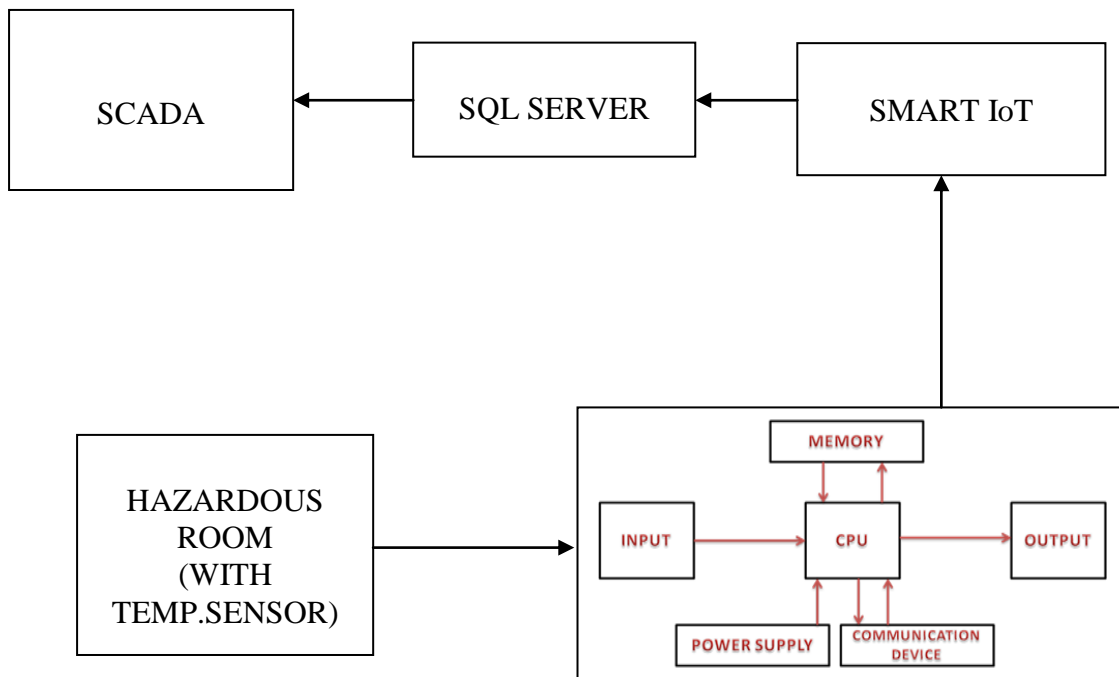 SCADA
SQL SERVER
SMART IoT
HAZARDOUS
ROOM
(WITH
TEMP.SENSOR)
MEMORY
INPUT
CPU
OUTPUT
POWER SUPPLY
COMMUNICATION
DEVICE